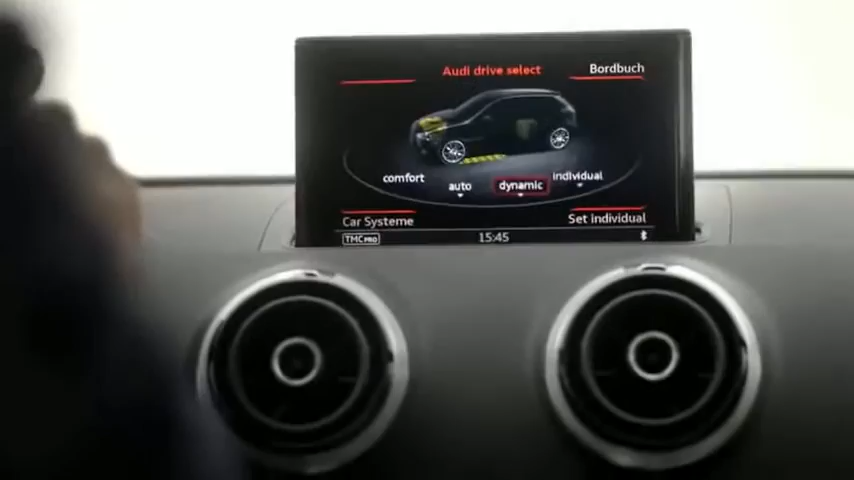 Audi drive select
Bordbuch
comfort
auto
dynamic
individual
Car Systeme
Set individual
TMC PRO
15:45